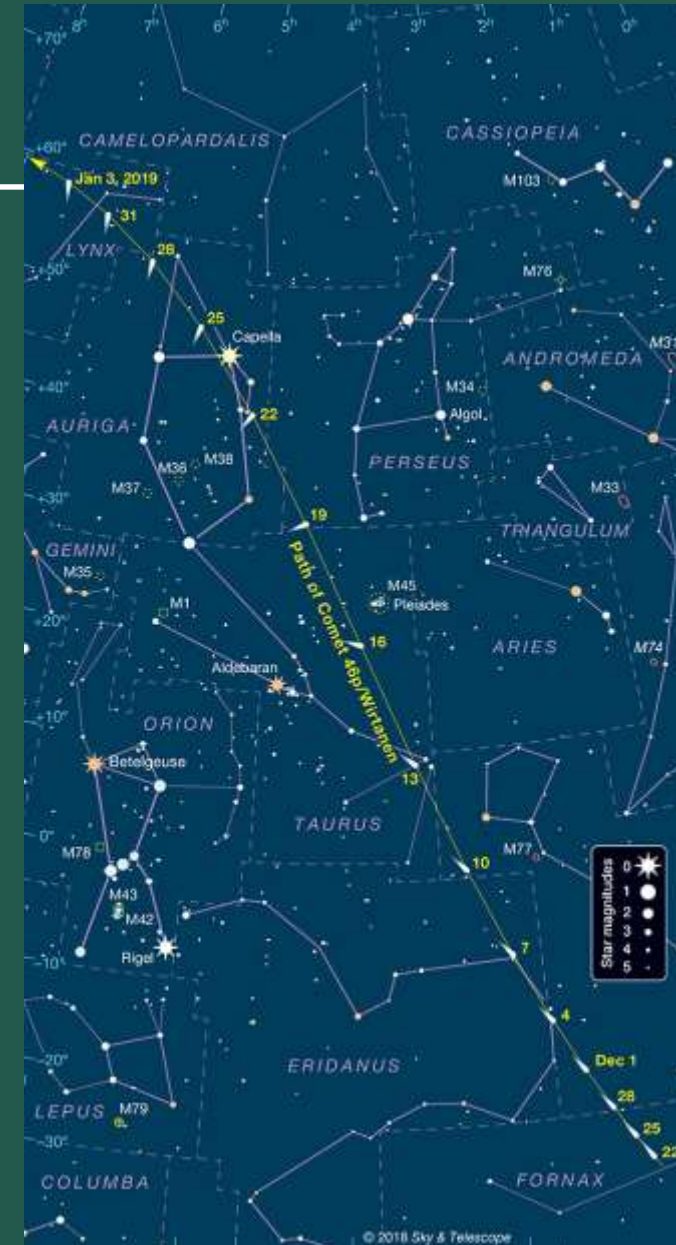 8h 7h 6h 5h 4h 3h 2h 1h 0h
+70°
CAMELOPARDALIS
CASSIOPEIA
+60°
M103
Jan 3, 2019
31
LYNX
28
+50°
M76
25
Capella
M31
ANDROMEDA
+40°
M34
22
Algol
AURIGA
M38
M36
PERSEUS
M37
M33
+30°
19
TRIANGULUM
GEMINI
M35
M45
Pleiades
M1
+20°
16
ARIES
M74
Aldebaran
Path of Comet 46p/Wirtanen
+10°
ORION
Betelgeuse
13
TAURUS
0°
M78
M77
10
Star magnitudes
0
1
2
3
4
5
M43
M42
Rigel
7
-10°
4
ERIDANUS
Dec 1
-20°
28
LEPUS
M79
25
-30°
22
COLUMBA
FORNAX
© 2018 Sky & Telescope